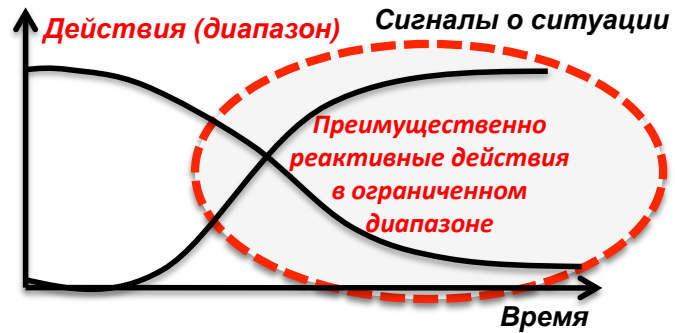 Действия (диапазон)
Сигналы о ситуации
Преимущественно
реактивные действия
в ограниченном
диапазоне
Время